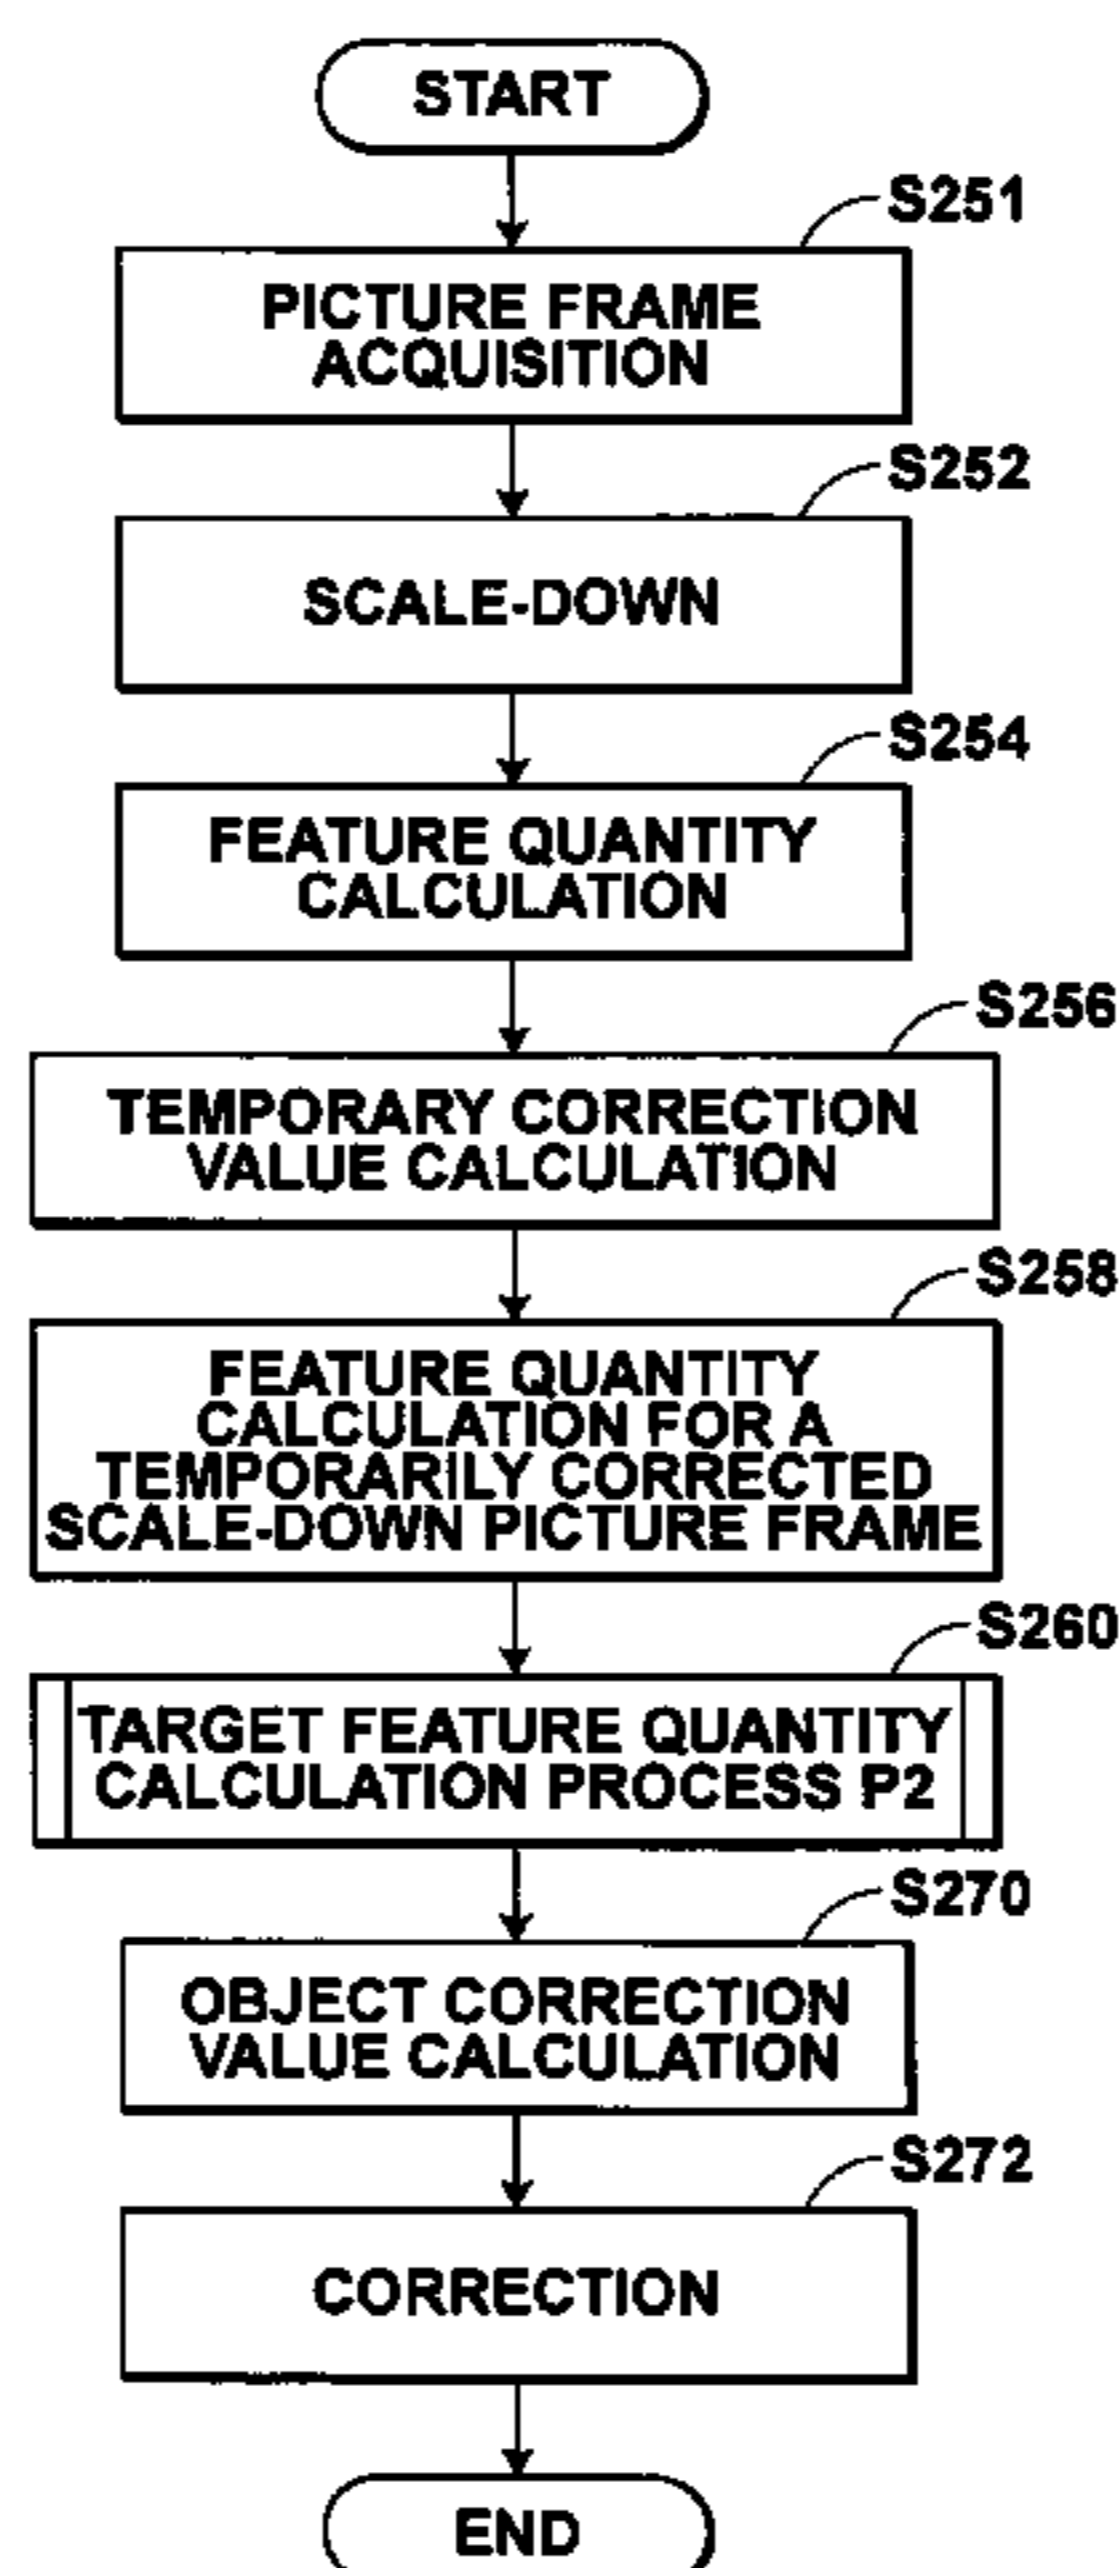 START
S251
PICTURE FRAME
ACQUISITION
S252
SCALE-DOWN
S254
FEATURE QUANTITY
CALCULATION
S256
TEMPORARY CORRECTION
VALUE CALCULATION
S258
FEATURE QUANTITY
CALCULATION FOR A
TEMPORARILY CORRECTED
SCALE-DOWN PICTURE FRAME
S260
TARGET FEATURE QUANTITY
CALCULATION PROCESS P2
S270
OBJECT CORRECTION
VALUE CALCULATION
S272
CORRECTION
END